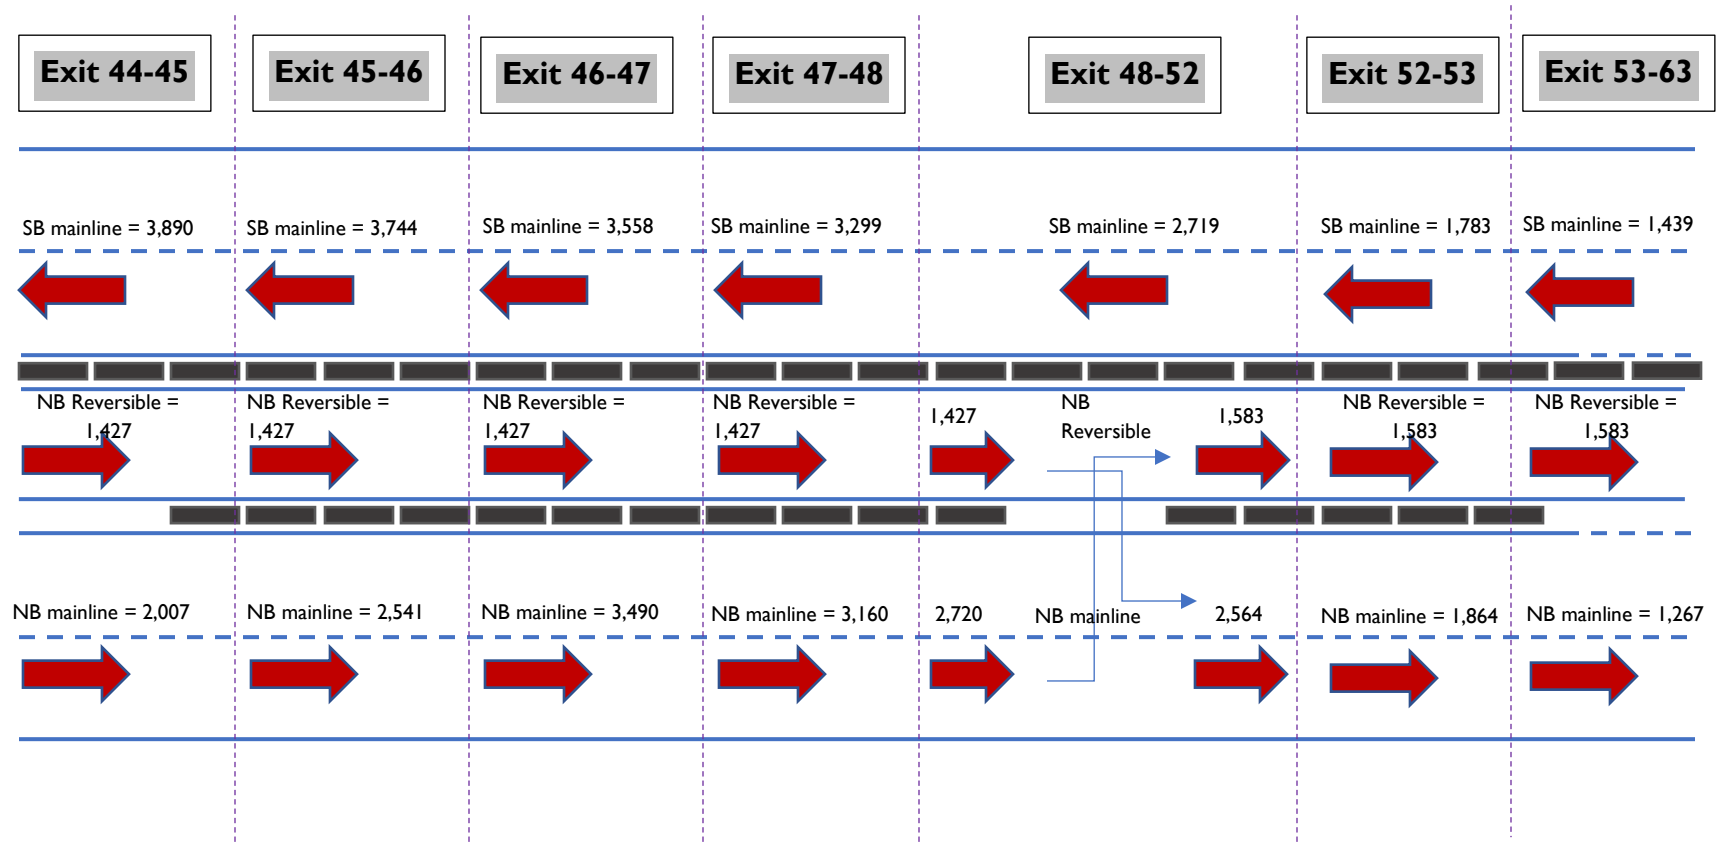 Exit 44-45
Exit 45-46
Exit 46-47
Exit 47-48
Exit 48-52
Exit 52-53
Exit 53-63
SB mainline = 3,890
SB mainline = 3,744
SB mainline = 3,558
SB mainline = 3,299
SB mainline = 2,719
SB mainline = 1,783
SB mainline = 1,439
NB Reversible =
1,427
NB Reversible =
1,427
NB Reversible =
1,427
NB Reversible =
1,427
1,427
NB
Reversible
1,583
NB Reversible =
1,583
NB Reversible =
1,583
NB mainline = 2,007
NB mainline = 2,541
NB mainline = 3,490
NB mainline = 3,160
2,720
NB mainline
2,564
NB mainline = 1,864
NB mainline = 1,267